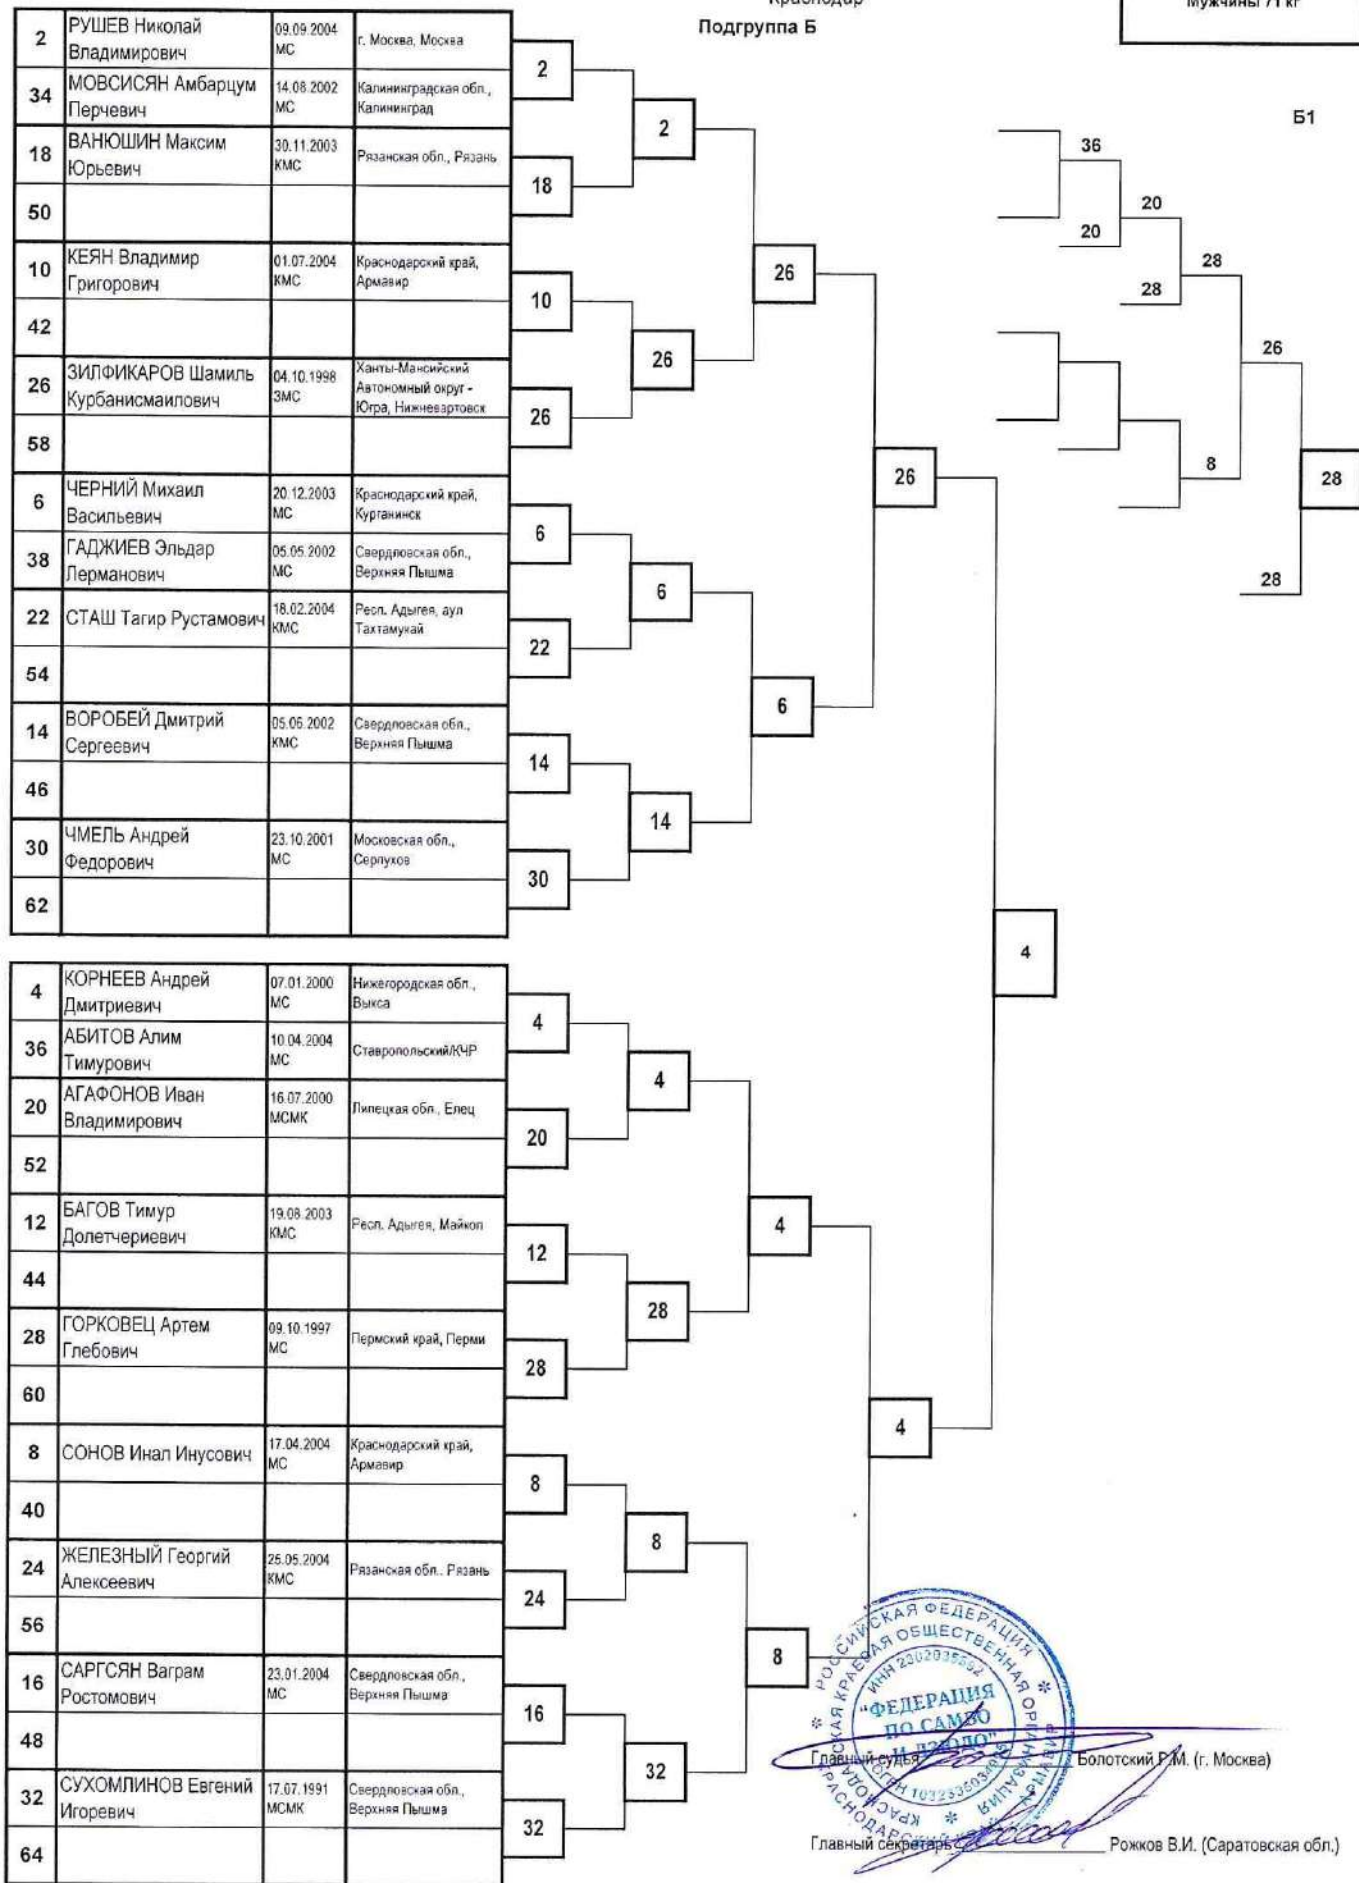 Краснодар
Подгруппа Б
Мужчины 71 кг
Б1
2 РУШЕВ Николай Владимирович 09.09.2004 МС г. Москва, Москва
34 МОВСИСЯН Амбарцум Перчевич 14.08.2002 МС Калининградская обл., Калининград
18 ВАНЮШИН Максим Юрьевич 30.11.2003 КМС Рязанская обл., Рязань
50
10 КЕЯН Владимир Григорович 01.07.2004 КМС Краснодарский край, Армавир
42
26 ЗИЛФИКАРОВ Шамиль Курбанисмаилович 04.10.1998 ЗМС Ханты-Мансийский Автономный округ - Югра, Нижневартовск
58
6 ЧЕРНИЙ Михаил Васильевич 20.12.2003 МС Краснодарский край, Курганинск
38 ГАДЖИЕВ Эльдар Лерманович 05.05.2002 МС Свердловская обл., Верхняя Пышма
22 СТАШ Тагир Рустамович 18.02.2004 КМС Респ. Адыгея, аул Тахтамукай
54
14 ВОРОБЕЙ Дмитрий Сергеевич 05.06.2002 КМС Свердловская обл., Верхняя Пышма
46
30 ЧМЕЛЬ Андрей Федорович 23.10.2001 МС Московская обл., Серпухов
62
2
18
10
26
6
22
14
30
2
26
6
14
26
6
26
4
36
20
20
28
28
8
26
28
28
4 КОРНЕЕВ Андрей Дмитриевич 07.01.2000 МС Нижегородская обл., Выкса
36 АБИТОВ Алим Тимурович 10.04.2004 МС Ставропольский/КЧР
20 АГАФОНОВ Иван Владимирович 16.07.2000 МСМК Липецкая обл., Елец
52
12 БАГОВ Тимур Долетчериевич 19.08.2003 КМС Респ. Адыгея, Майкоп
44
28 ГОРКОВЕЦ Артем Глебович 09.10.1997 МС Пермский край, Перми
60
8 СОНОВ Инал Инусович 17.04.2004 МС Краснодарский край, Армавир
40
24 ЖЕЛЕЗНЫЙ Георгий Алексеевич 25.05.2004 КМС Рязанская обл.. Рязань
56
16 САРГСЯН Ваграм Ростомович 23.01.2004 МС Свердловская обл., Верхняя Пышма
48
32 СУХОМЛИНОВ Евгений Игоревич 17.07.1991 МСМК Свердловская обл., Верхняя Пышма
64
4
20
12
28
8
24
16
32
4
28
8
32
4
8
4
РОССИЙСКАЯ ФЕДЕРАЦИЯ
КРАСНОДАРСКАЯ КРАЕВАЯ ОБЩЕСТВЕННАЯ ОРГАНИЗАЦИЯ
"ФЕДЕРАЦИЯ
ПО САМБО
И ДЗЮДО"
Главный судья Болотский Р.М. (г. Москва)
Главный секретарь Рожков В.И. (Саратовская обл.)